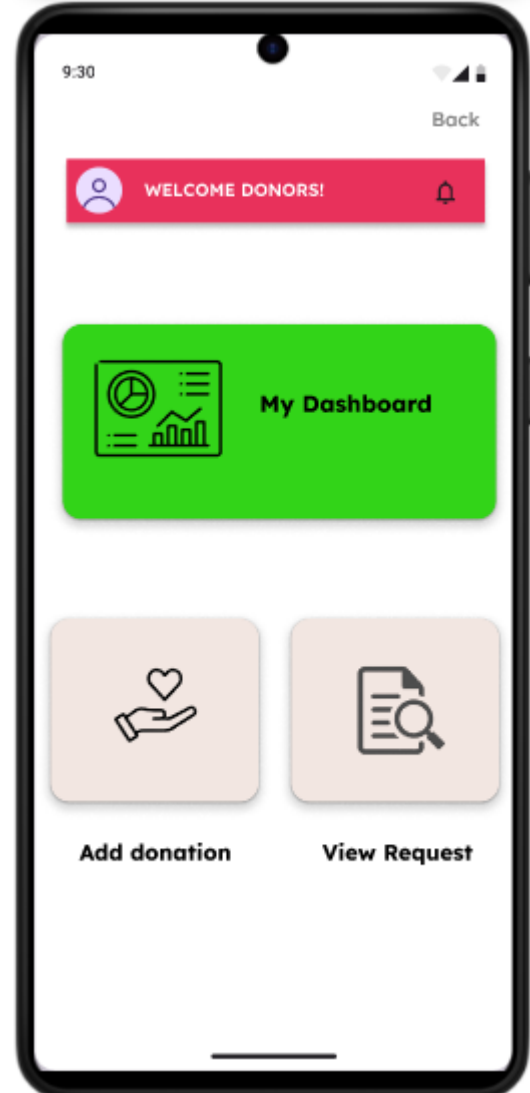 9:30
Back
WELCOME DONORS!
My Dashboard
Add donation
View Request